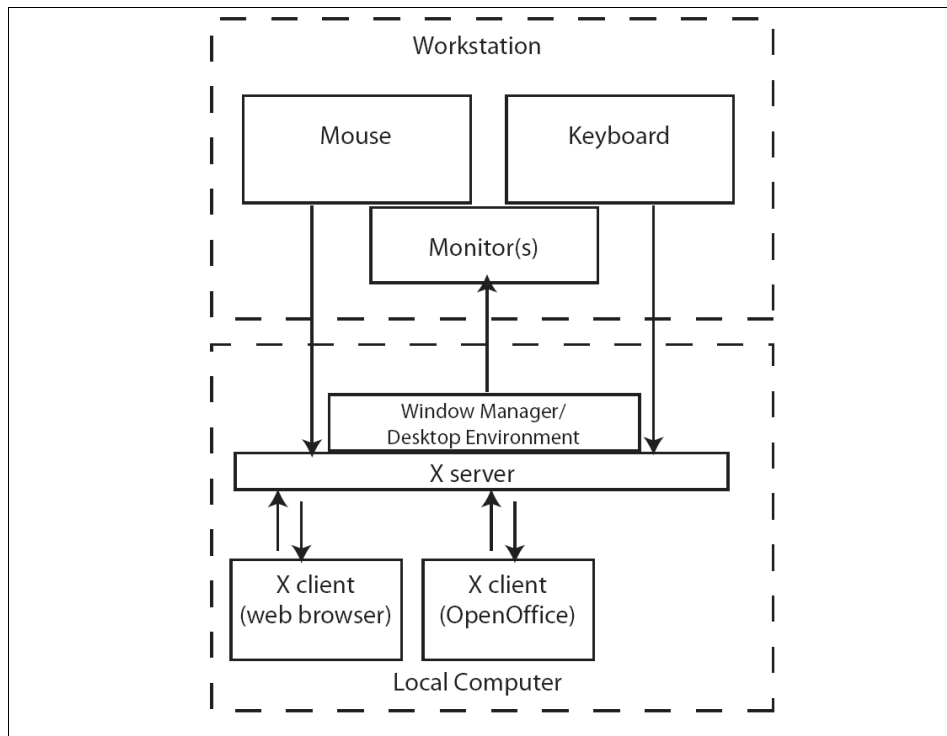 Workstation
Mouse
Keyboard
Monitor(s)
Window Manager/
Desktop Environment
X server
X client
(web browser)
X client
(OpenOffice)
Local Computer